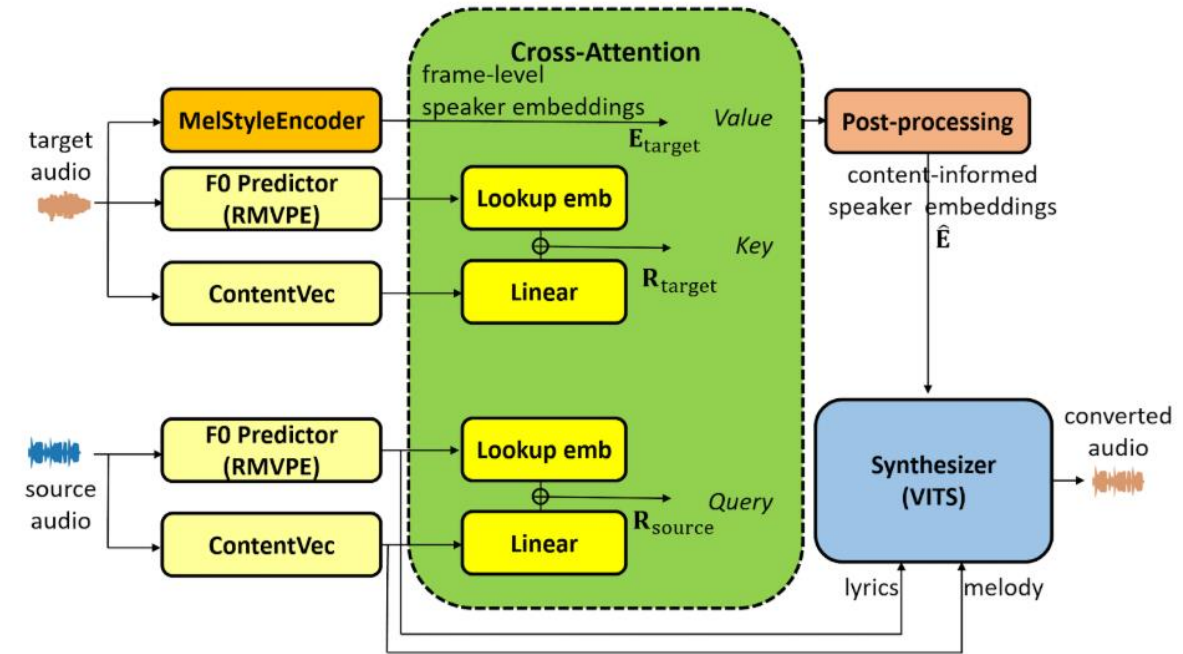 Cross-Attention
target
audio
MelStyleEncoder
frame-level
speaker embeddings
E_target
Value
Post-processing
content-informed
speaker embeddings
Ê
F0 Predictor
(RMVPE)
Lookup emb
Key
R_target
ContentVec
Linear
source
audio
F0 Predictor
(RMVPE)
Lookup emb
Query
R_source
ContentVec
Linear
Synthesizer
(VITS)
converted
audio
lyrics
melody